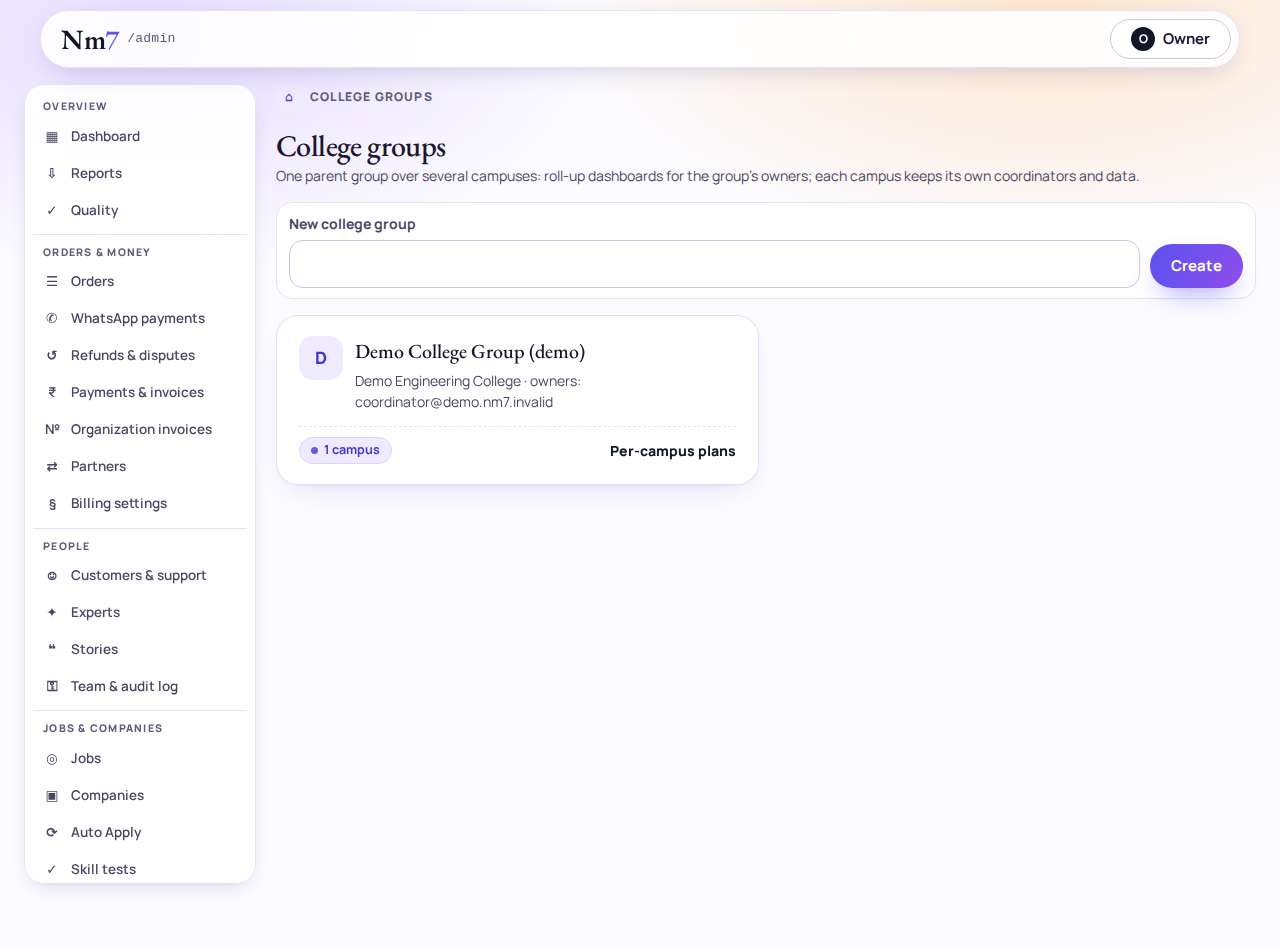 Nm7 /admin
O Owner
OVERVIEW
▦ Dashboard
⇩ Reports
✓ Quality
ORDERS & MONEY
☰ Orders
✆ WhatsApp payments
↺ Refunds & disputes
₹ Payments & invoices
№ Organization invoices
⇄ Partners
§ Billing settings
PEOPLE
☺ Customers & support
✦ Experts
❝ Stories
⚿ Team & audit log
JOBS & COMPANIES
◎ Jobs
▣ Companies
⟳ Auto Apply
✓ Skill tests
⌂ COLLEGE GROUPS
College groups
One parent group over several campuses: roll-up dashboards for the group's owners; each campus keeps its own coordinators and data.
New college group
Create
D
Demo College Group (demo)
Demo Engineering College · owners:
coordinator@demo.nm7.invalid
1 campus
Per-campus plans